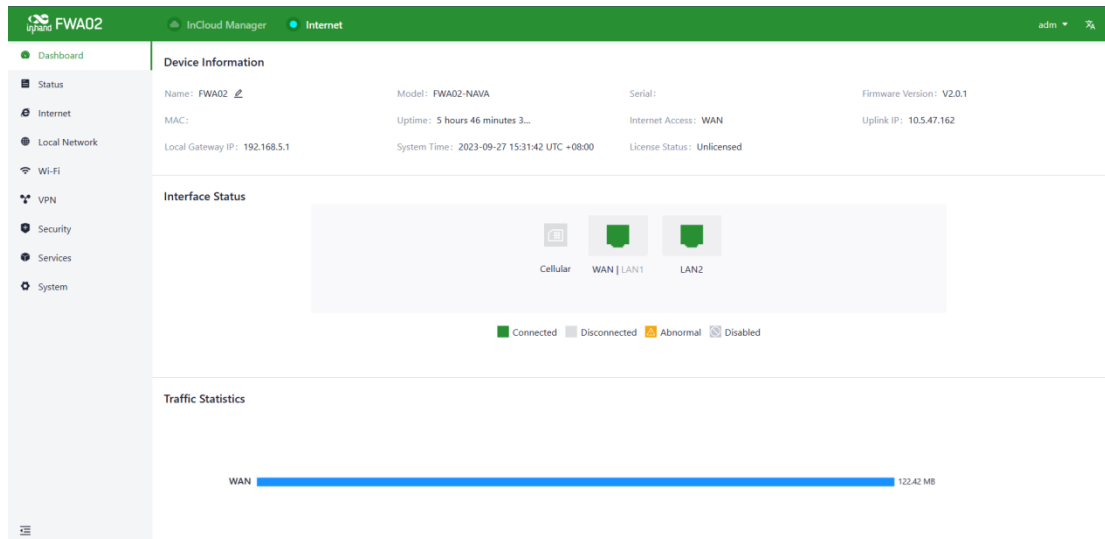 inhand FWA02 InCloud Manager Internet adm
Dashboard
Status
Internet
Local Network
Wi-Fi
VPN
Security
Services
System
Device Information
Name: FWA02 Model: FWA02-NAVA Serial: Firmware Version: V2.0.1
MAC: Uptime: 5 hours 46 minutes 3... Internet Access: WAN Uplink IP: 10.5.47.162
Local Gateway IP: 192.168.5.1 System Time: 2023-09-27 15:31:42 UTC +08:00 License Status: Unlicensed
Interface Status
Cellular WAN | LAN1 LAN2
Connected Disconnected Abnormal Disabled
Traffic Statistics
WAN 122.42 MB